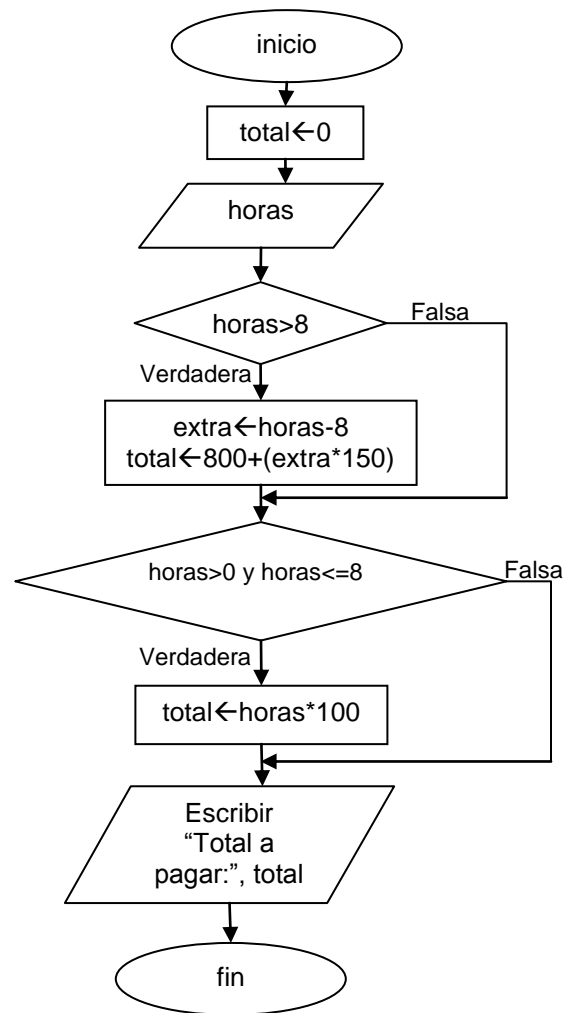 inicio
total←0
horas
horas>8
Falsa
Verdadera
extra←horas-8
total←800+(extra*150)
horas>0 y horas<=8
Falsa
Verdadera
total←horas*100
Escribir
“Total a
pagar:”, total
fin